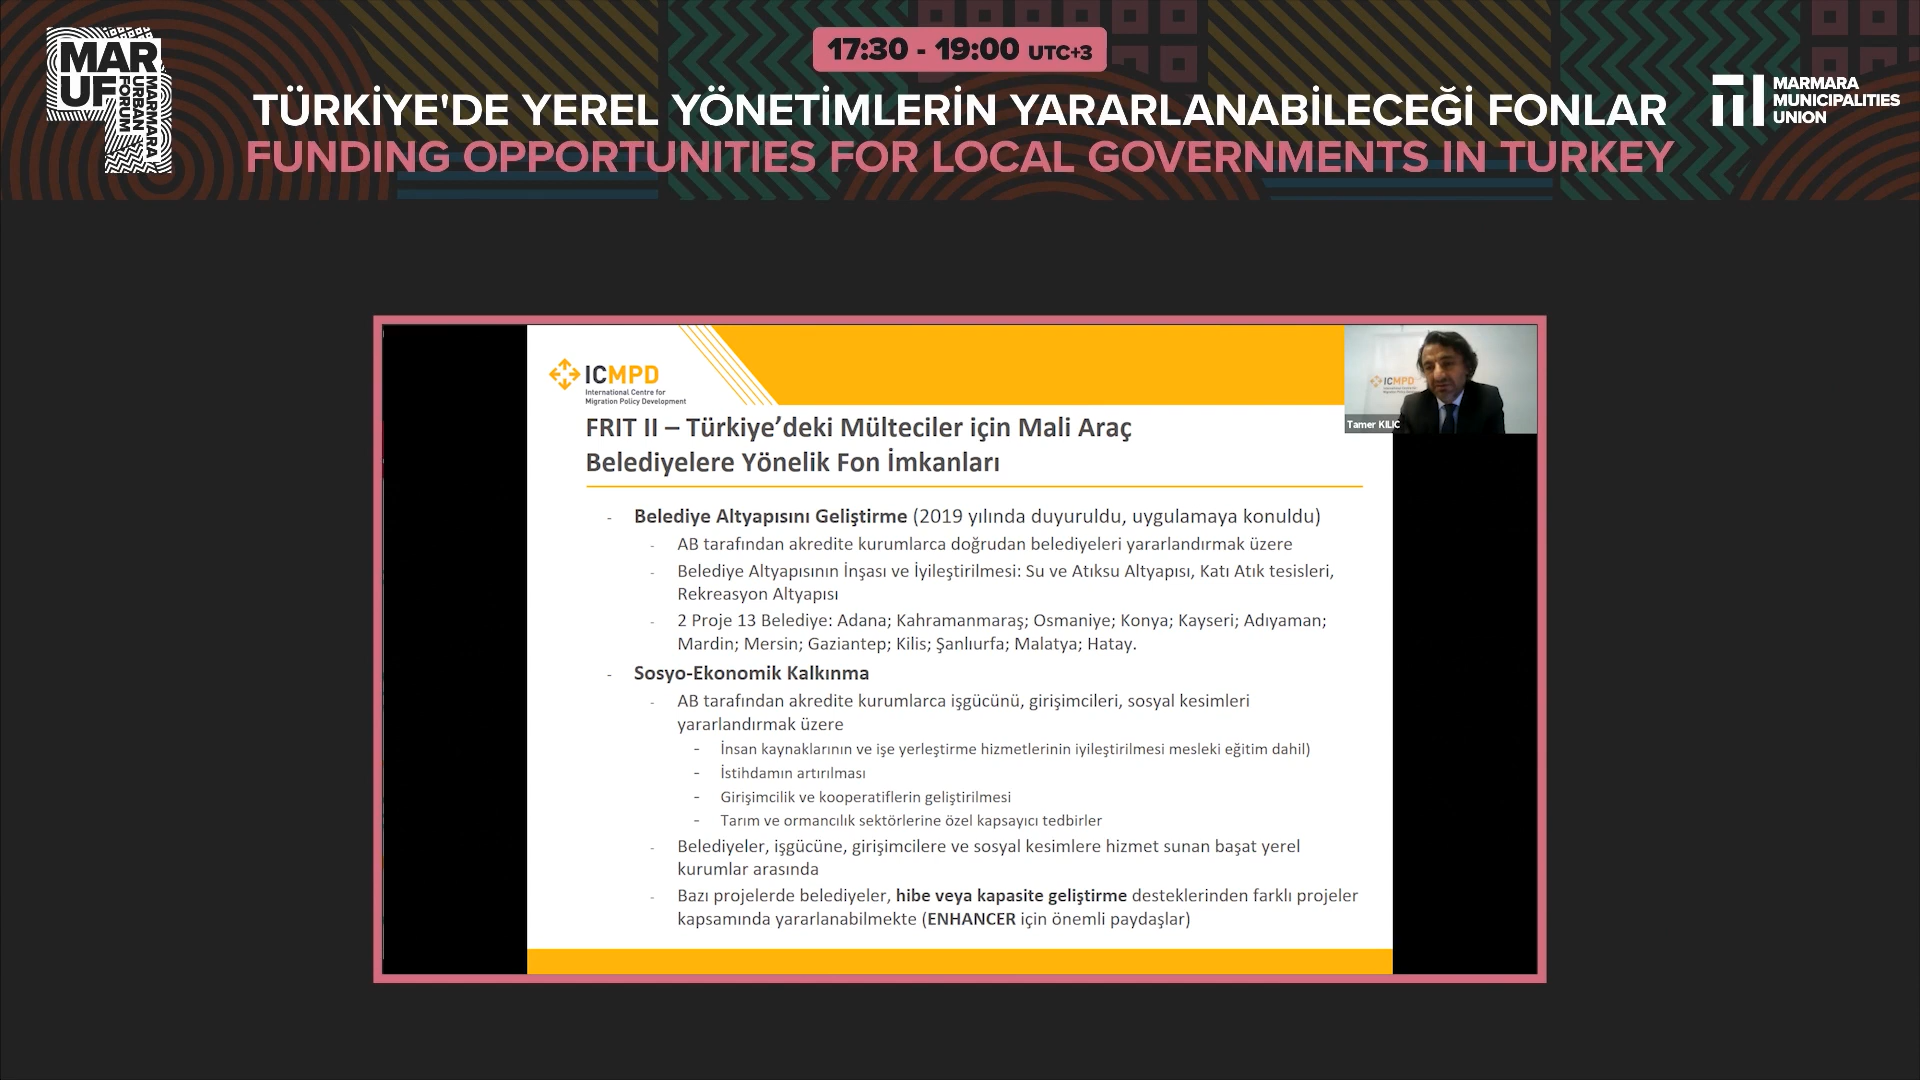 MAR
UF
MARMARA
URBAN
FORUM
17:30 - 19:00 UTC+3
TÜRKİYE'DE YEREL YÖNETİMLERİN YARARLANABİLECEĞİ FONLAR
FUNDING OPPORTUNITIES FOR LOCAL GOVERNMENTS IN TURKEY
MARMARA
MUNICIPALITIES
UNION
ICMPD
International Centre for
Migration Policy Development
ICMPD
Tamer KILIC
FRIT II – Türkiye’deki Mülteciler için Mali Araç
Belediyelere Yönelik Fon İmkanları
- Belediye Altyapısını Geliştirme (2019 yılında duyuruldu, uygulamaya konuldu)
- AB tarafından akredite kurumlarca doğrudan belediyeleri yararlandırmak üzere
- Belediye Altyapısının İnşası ve İyileştirilmesi: Su ve Atıksu Altyapısı, Katı Atık tesisleri,
Rekreasyon Altyapısı
- 2 Proje 13 Belediye: Adana; Kahramanmaraş; Osmaniye; Konya; Kayseri; Adıyaman;
Mardin; Mersin; Gaziantep; Kilis; Şanlıurfa; Malatya; Hatay.
- Sosyo-Ekonomik Kalkınma
- AB tarafından akredite kurumlarca işgücünü, girişimcileri, sosyal kesimleri
yararlandırmak üzere
- İnsan kaynaklarının ve işe yerleştirme hizmetlerinin iyileştirilmesi mesleki eğitim dahil)
- İstihdamın artırılması
- Girişimcilik ve kooperatiflerin geliştirilmesi
- Tarım ve ormancılık sektörlerine özel kapsayıcı tedbirler
- Belediyeler, işgücüne, girişimcilere ve sosyal kesimlere hizmet sunan başat yerel
kurumlar arasında
- Bazı projelerde belediyeler, hibe veya kapasite geliştirme desteklerinden farklı projeler
kapsamında yararlanabilmekte (ENHANCER için önemli paydaşlar)